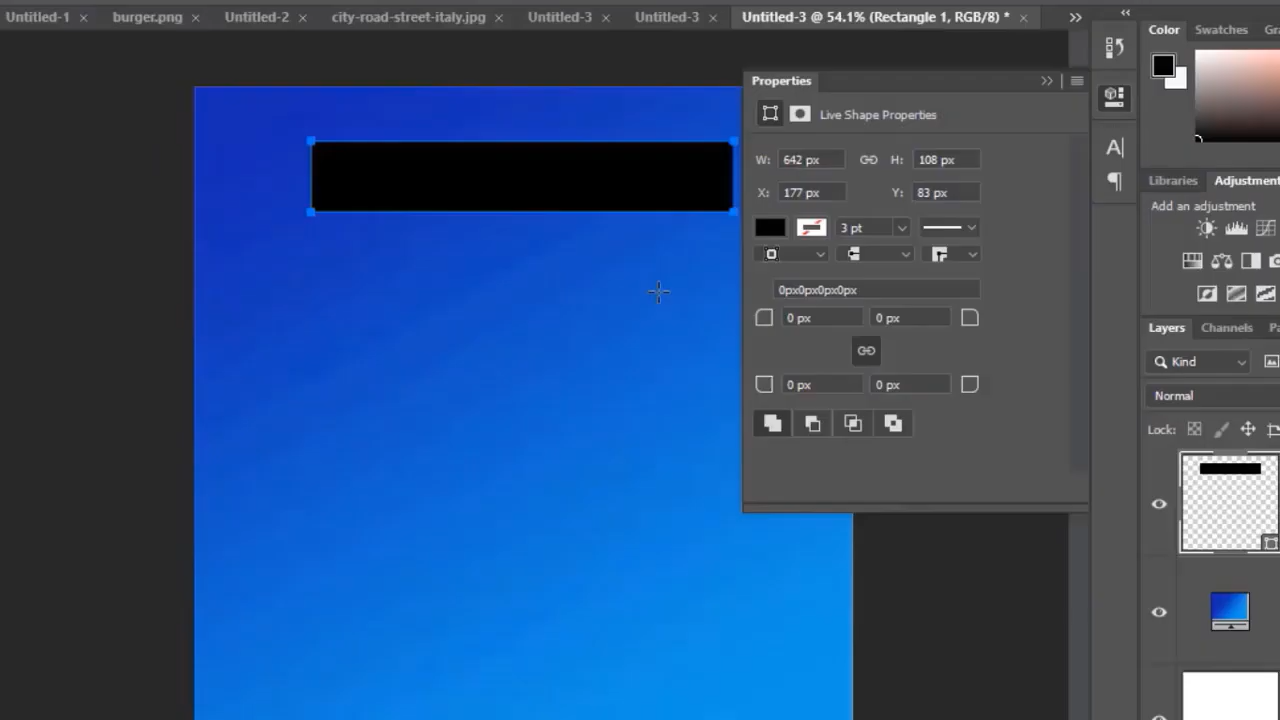 Untitled-1 × burger.png × Untitled-2 × city-road-street-italy.jpg × Untitled-3 × Untitled-3 × Untitled-3 @ 54.1% (Rectangle 1, RGB/8) * ×
Color Swatches
Properties
Live Shape Properties
W: 642 px H: 108 px
X: 177 px Y: 83 px
3 pt
0px0px0px0px
0 px 0 px
0 px 0 px
Libraries Adjustment
Add an adjustment
Layers Channels
Kind
Normal
Lock: